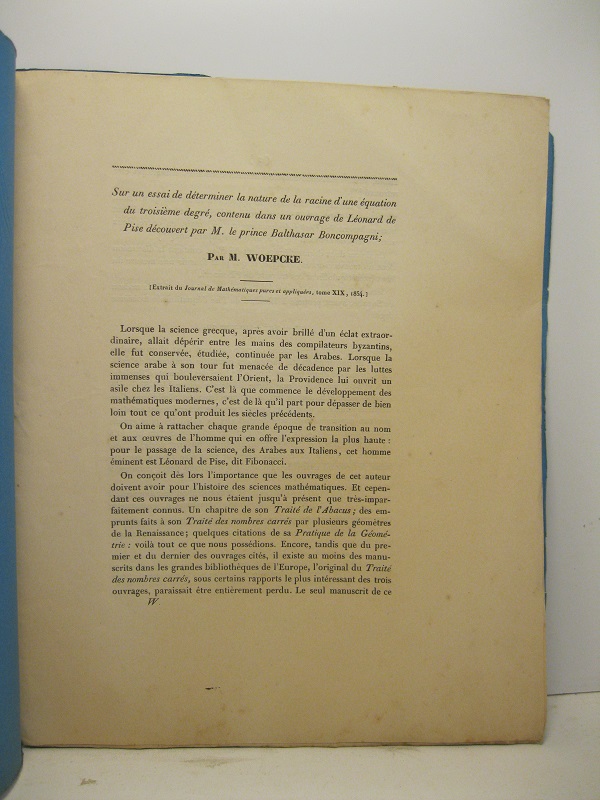 Sur un essai de déterminer la nature de la racine d'une équation
du troisième degré, contenu dans un ouvrage de Léonard de
Pise découvert par M. le prince Balthasar Boncompagni;
PAR M. WOEPCKE.
[Extrait du Journal de Mathématiques pures et appliquées, tome XIX, 1854.]
Lorsque la science grecque, après avoir brillé d'un éclat extraor-
dinaire, allait dépérir entre les mains des compilateurs byzantins,
elle fut conservée, étudiée, continuée par les Arabes. Lorsque la
science arabe à son tour fut menacée de décadence par les luttes
immenses qui bouleversaient l'Orient, la Providence lui ouvrit un
asile chez les Italiens. C'est là que commence le développement des
mathématiques modernes, c'est de là qu'il part pour dépasser de bien
loin tout ce qu'ont produit les siècles précédents.
On aime à rattacher chaque grande époque de transition au nom
et aux œuvres de l'homme qui en offre l'expression la plus haute :
pour le passage de la science, des Arabes aux Italiens, cet homme
éminent est Léonard de Pise, dit Fibonacci.
On conçoit dès lors l'importance que les ouvrages de cet auteur
doivent avoir pour l'histoire des sciences mathématiques. Et cepen-
dant ces ouvrages ne nous étaient jusqu'à présent que très-impar-
faitement connus. Un chapitre de son Traité de l'Abacus; des em-
prunts faits à son Traité des nombres carrés par plusieurs géomètres
de la Renaissance; quelques citations de sa Pratique de la Géomé-
trie : voilà tout ce que nous possédions. Encore, tandis que du pre-
mier et du dernier des ouvrages cités, il existe au moins des manu-
scrits dans les grandes bibliothèques de l'Europe, l'original du Traité
des nombres carrés, sous certains rapports le plus intéressant des trois
ouvrages, paraissait être entièrement perdu. Le seul manuscrit de ce
W